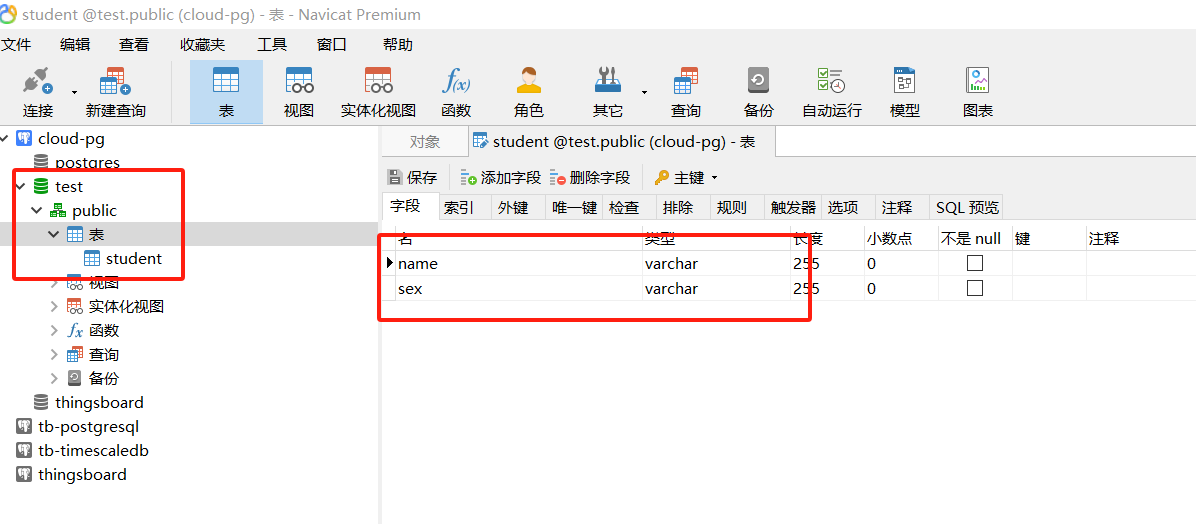 student @test.public (cloud-pg) - 表 - Navicat Premium
文件 编辑 查看 收藏夹 工具 窗口 帮助
连接 新建查询 表 视图 实体化视图 函数 角色 其它 查询 备份 自动运行 模型 图表
cloud-pg
postgres
test
public
表
student
视图
实体化视图
函数
查询
备份
thingsboard
tb-postgresql
tb-timescaledb
thingsboard
对象 student @test.public (cloud-pg) - 表
保存 添加字段 删除字段 主键
字段 索引 外键 唯一键 检查 排除 规则 触发器 选项 注释 SQL 预览
名 类型 长度 小数点 不是 null 键 注释
name varchar 255 0
sex varchar 255 0